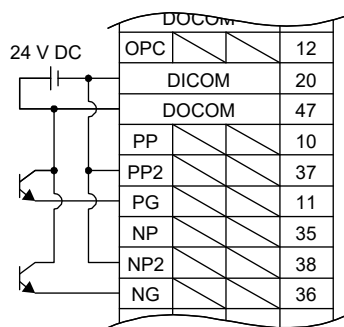 DOCOM
OPC 12
24 V DC
DICOM 20
DOCOM 47
PP 10
PP2 37
PG 11
NP 35
NP2 38
NG 36